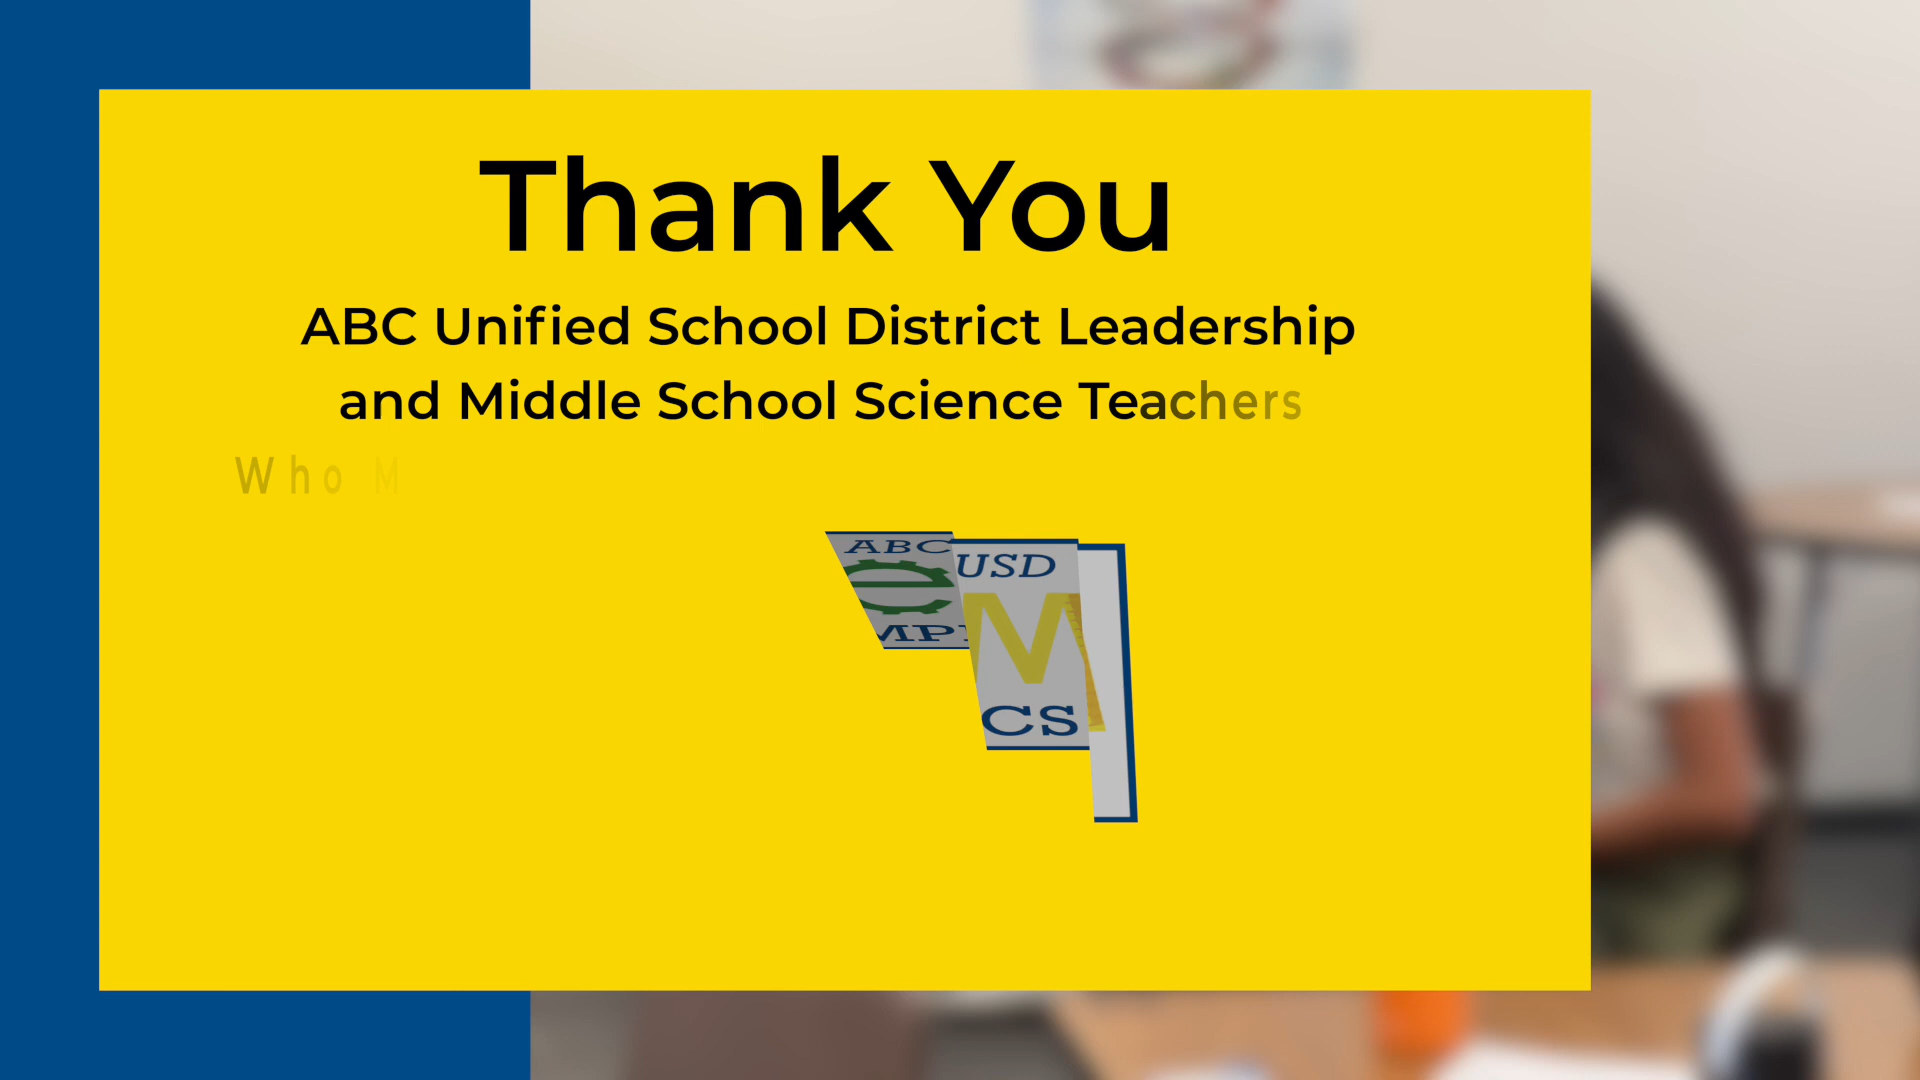 Thank You
ABC Unified School District Leadership
and Middle School Science Teachers
Who M
ABC USD
CS